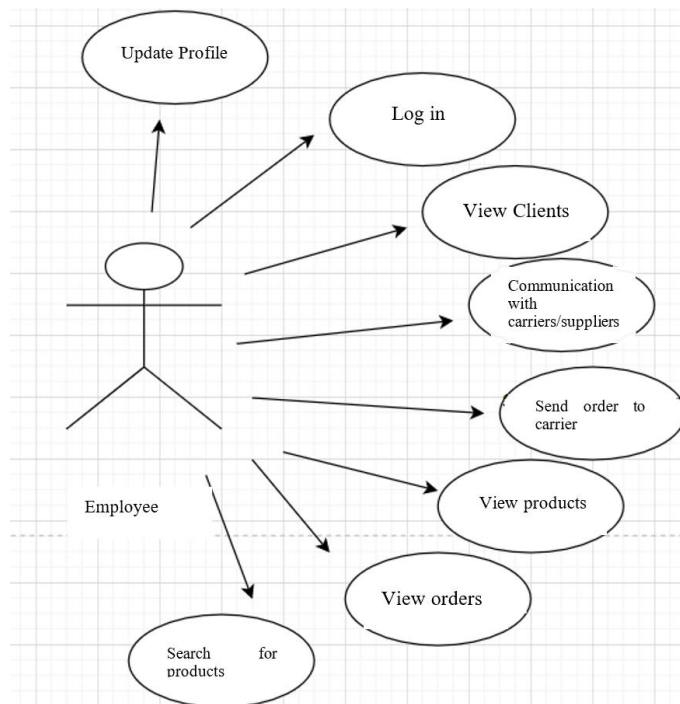 Update Profile
Log in
View Clients
Communication
with
carriers/suppliers
Send order to
carrier
View products
Employee
View orders
Search for
products